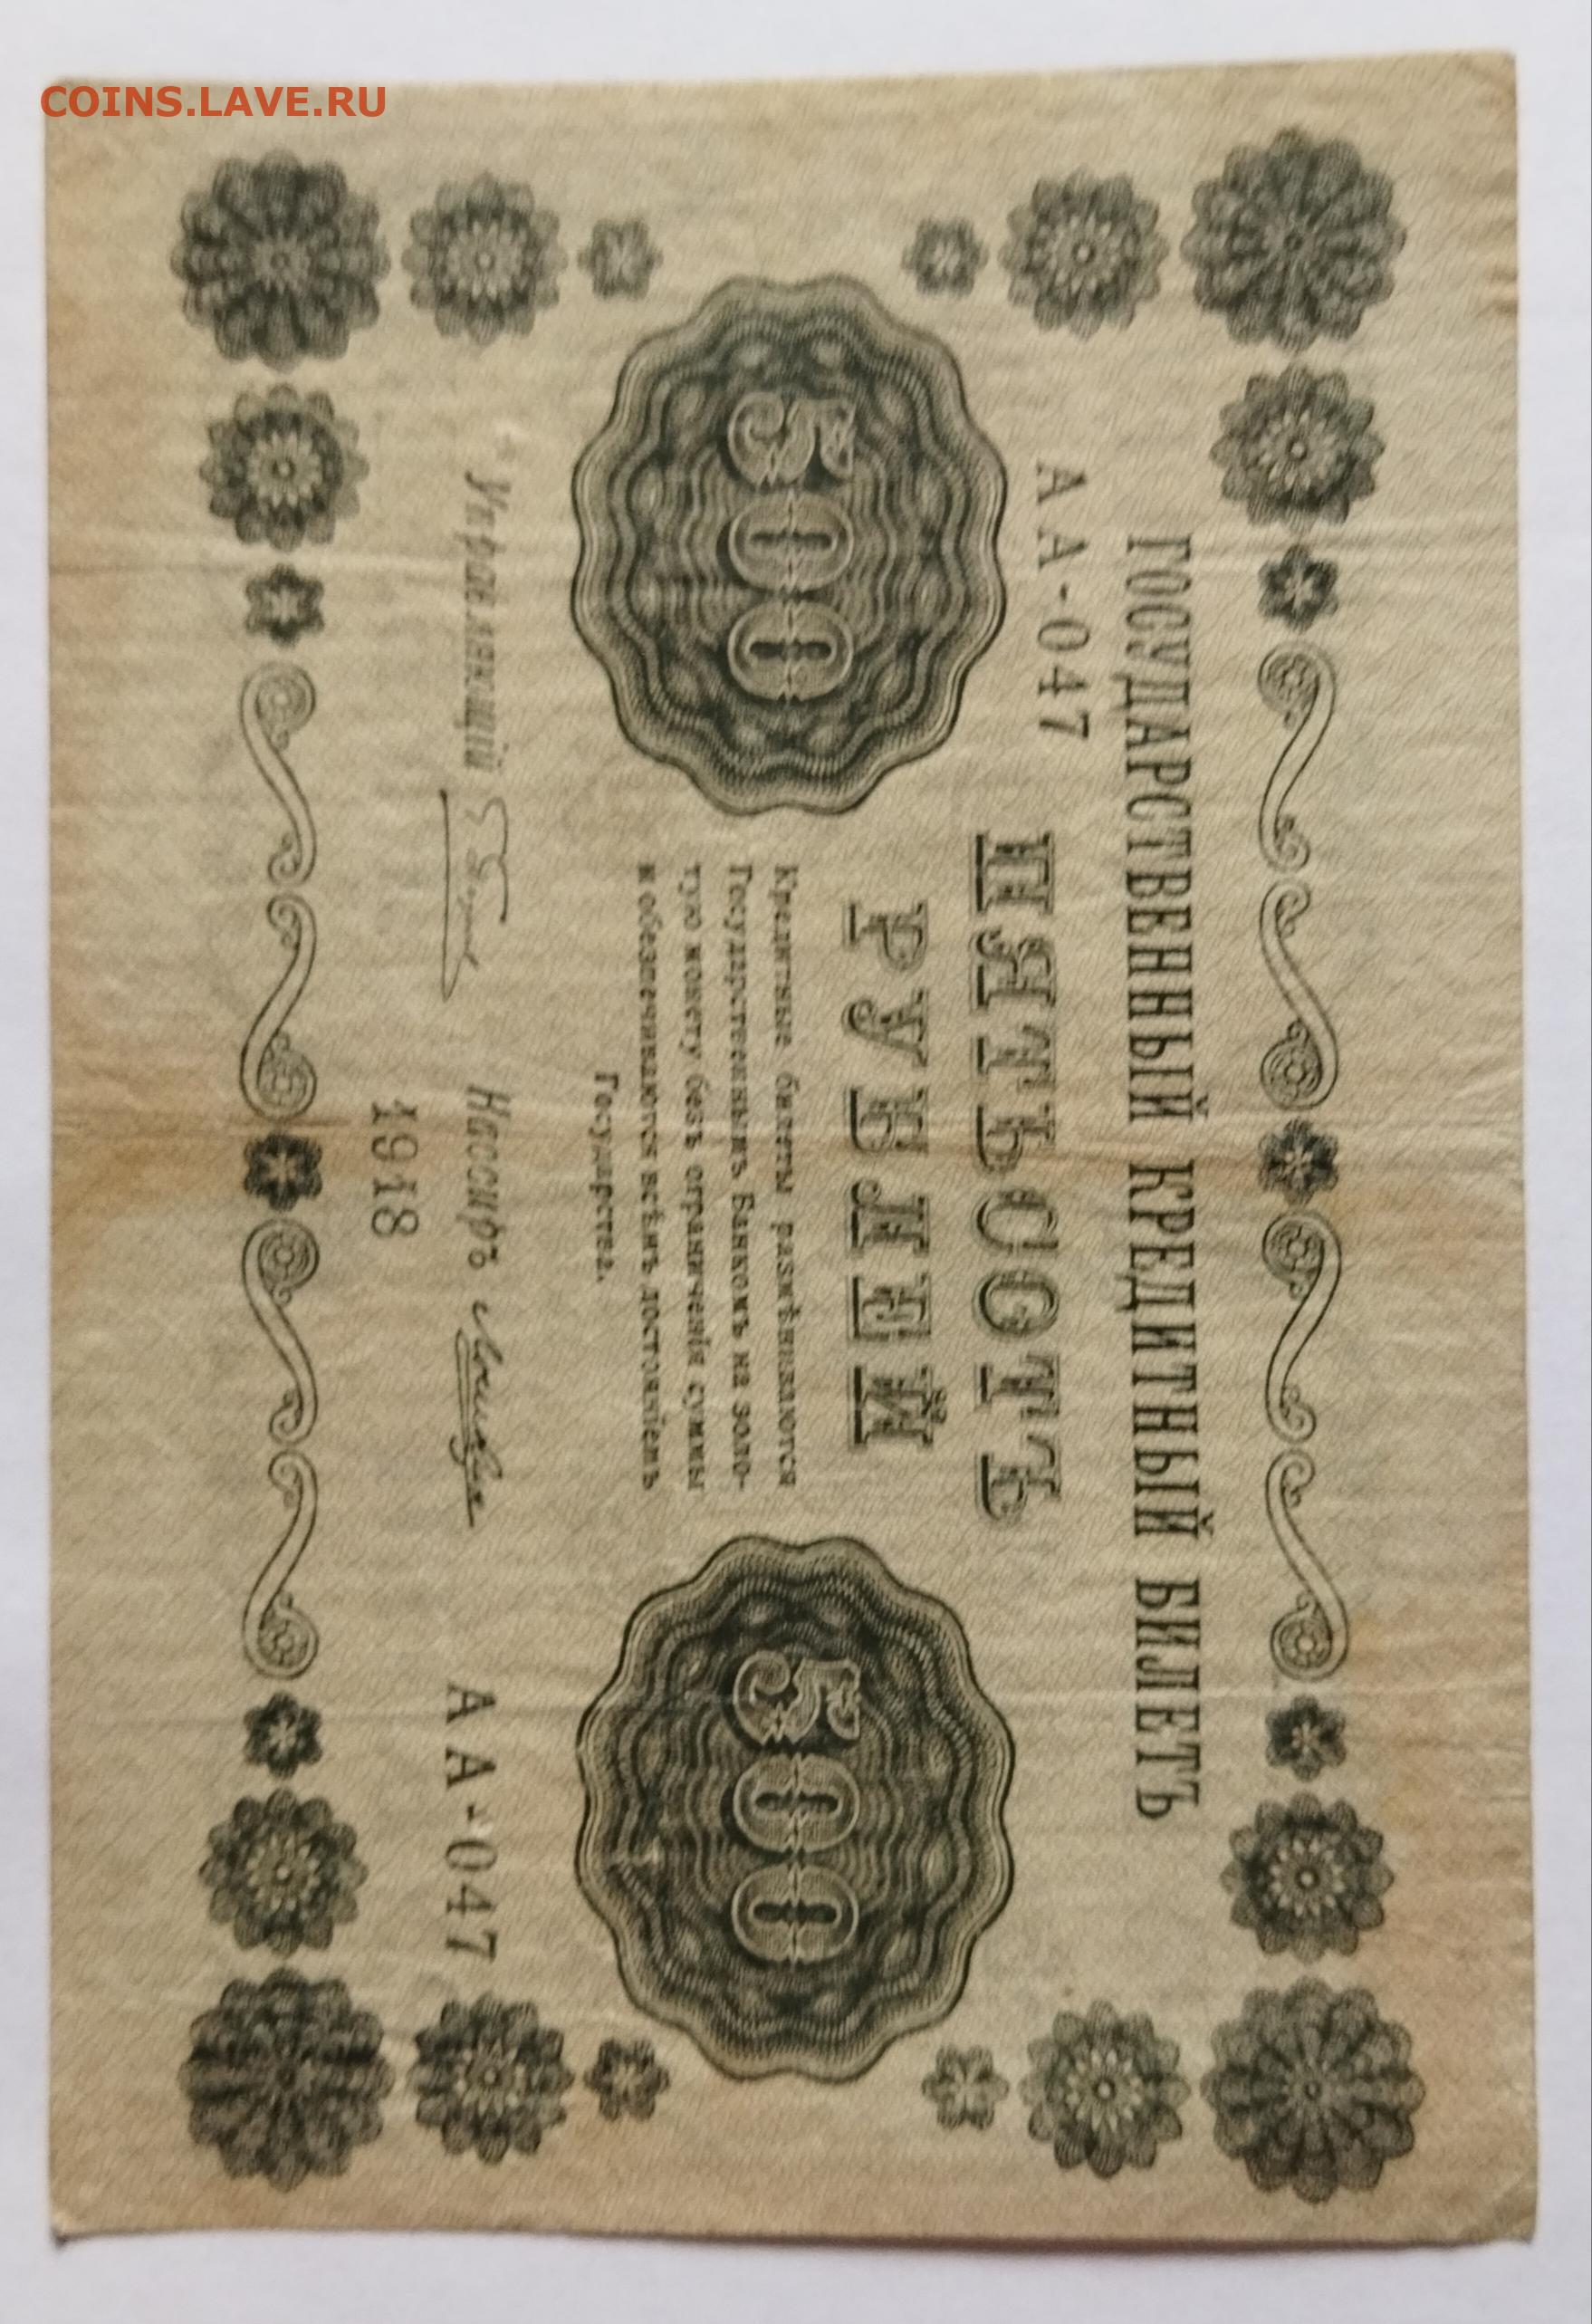 COINS.LAVE.RU
ГОСУДАРСТВЕННЫЙ КРЕДИТНЫЙ БИЛЕТЪ
АА-047
ПЯТЬСОТЪ
РУБЛЕЙ
500
500
Кредитные билеты размѣниваются
Государственнымъ Банкомъ на золо-
тую монету безъ ограниченія суммы
и обезпечиваются всѣмъ достояніемъ
Государства.
Управляющій
Кассиръ
АА-047
1918